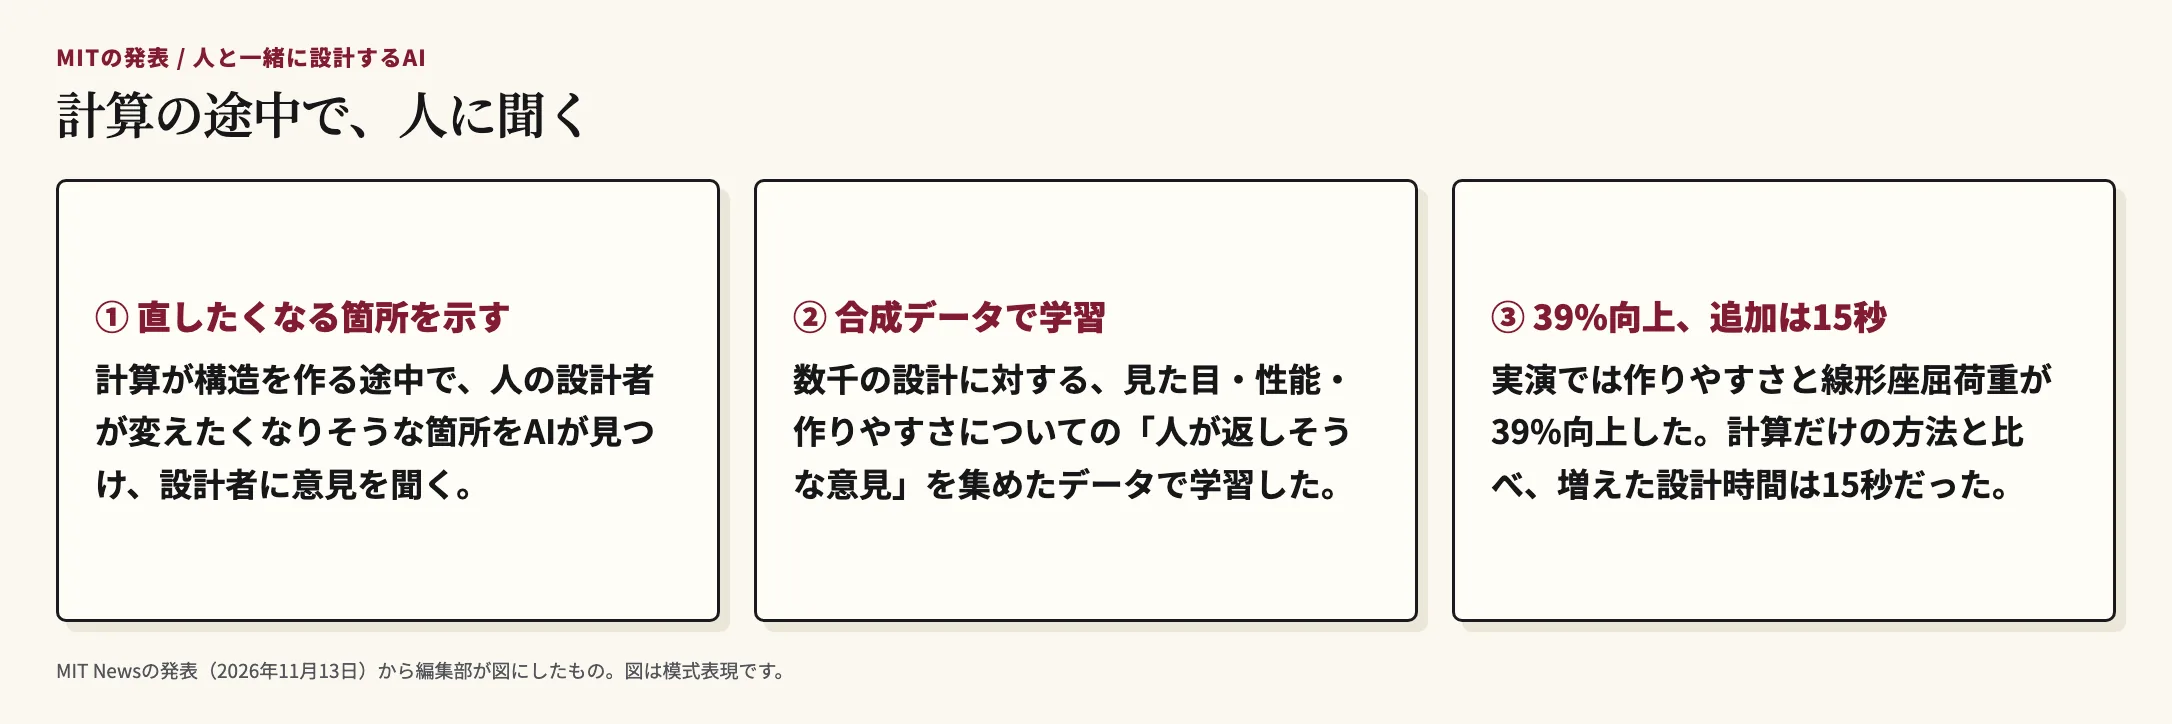 MITの発表 / 人と一緒に設計するAI
計算の途中で、人に聞く
① 直したくなる箇所を示す
計算が構造を作る途中で、人の設計者
が変えたくなりそうな箇所をAIが見つ
け、設計者に意見を聞く。
② 合成データで学習
数千の設計に対する、見た目・性能・
作りやすさについての「人が返しそう
な意見」を集めたデータで学習した。
③ 39%向上、追加は15秒
実演では作りやすさと線形座屈荷重が
39%向上した。計算だけの方法と比
べ、増えた設計時間は15秒だった。
MIT Newsの発表（2026年11月13日）から編集部が図にしたもの。図は模式表現です。